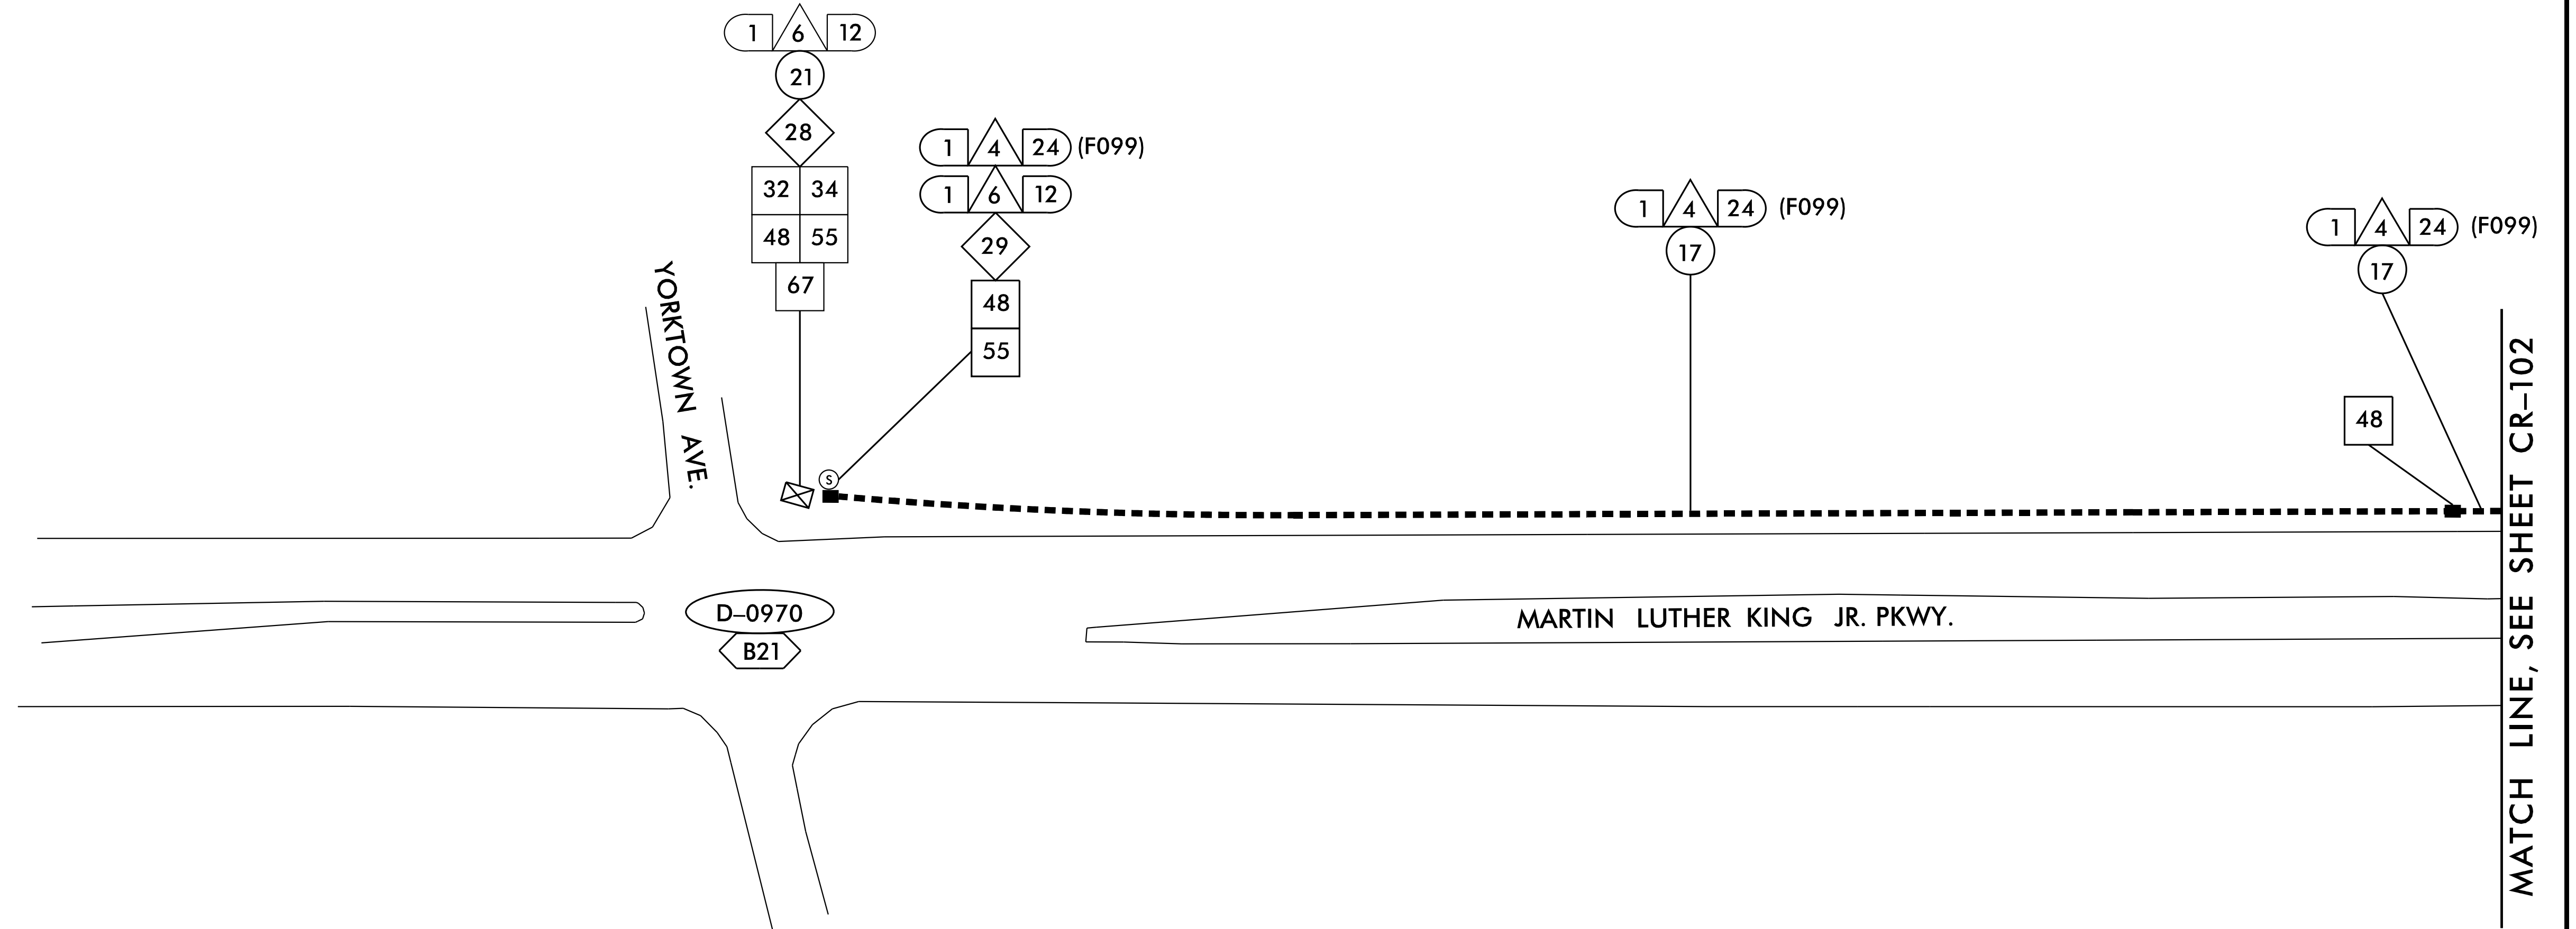 1 6 12
21
28
32 34
48 55
67
1 4 24 (F099)
1 6 12
29
48
55
1 4 24 (F099)
17
1 4 24 (F099)
17
48
YORKTOWN AVE.
S
D–0970
B21
MARTIN LUTHER KING JR. PKWY.
MATCH LINE, SEE SHEET CR–102